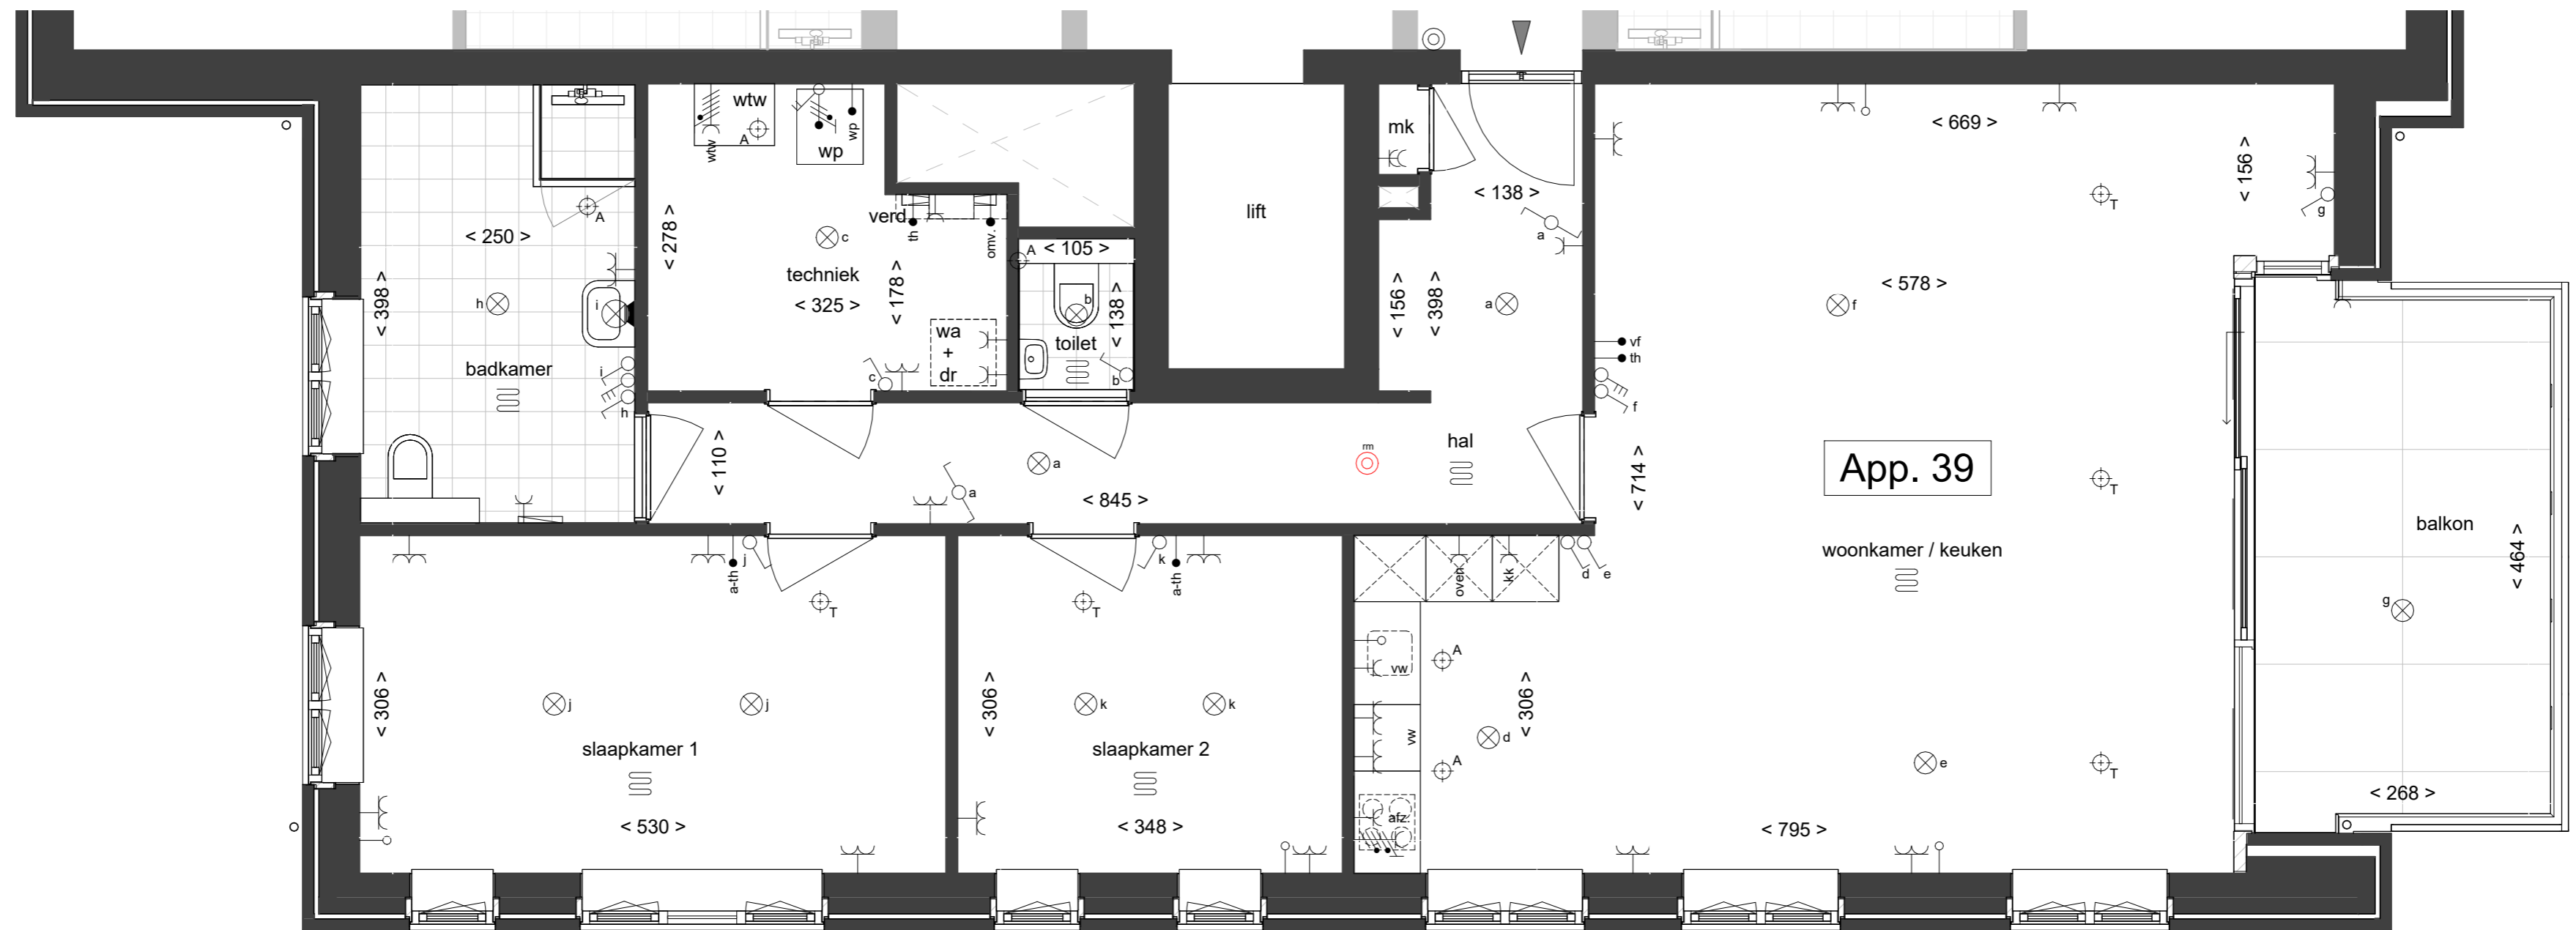 wtw
A
wtw
wp
wp
mk
< 669 >
< 156 >
< 138 >
T
g
a
lift
verd
th
omv.
< 278 >
c
techniek
< 325 >
< 178 >
A
< 105 >
b
< 138 >
toilet
b
wa
+
dr
c
< 250 >
A
< 398 >
h
i
badkamer
i
h
< 156 >
< 398 >
a
< 578 >
f
vf
th
f
< 110 >
a
a
< 845 >
rm
hal
< 714 >
App. 39
T
balkon
< 464 >
g
< 268 >
woonkamer / keuken
a-th
j
T
k
a-th
T
oven
kk
d
e
vw
A
vw
A
afz.
d
< 306 >
e
T
< 795 >
< 306 >
j
j
slaapkamer 1
< 530 >
< 306 >
k
k
slaapkamer 2
< 348 >